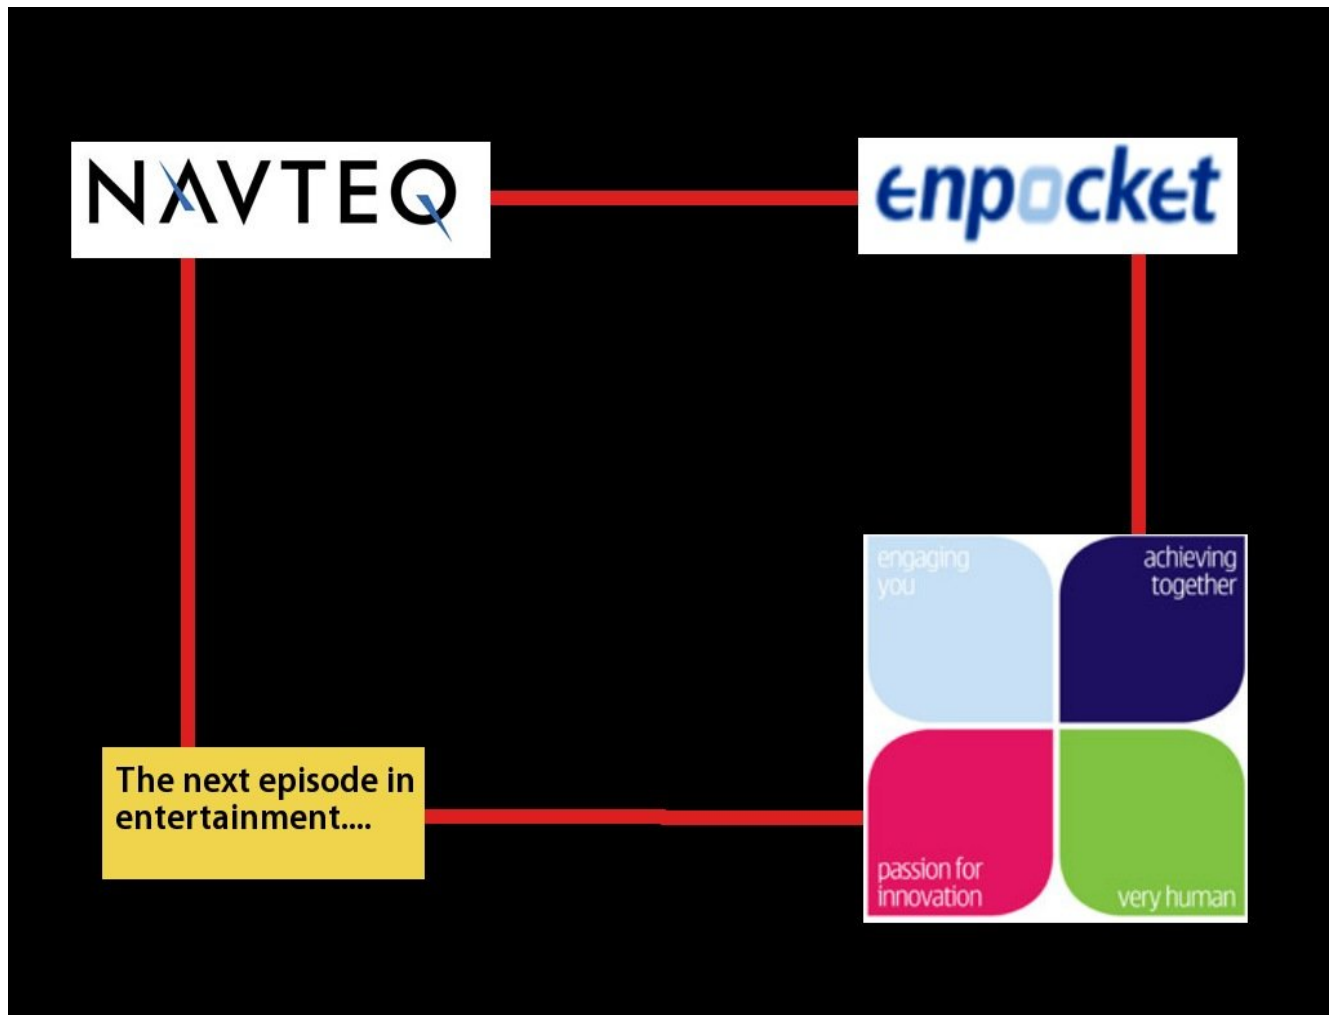 NAVTEQ
enpocket
engaging
you
achieving
together
The next episode in
entertainment....
passion for
innovation
very human